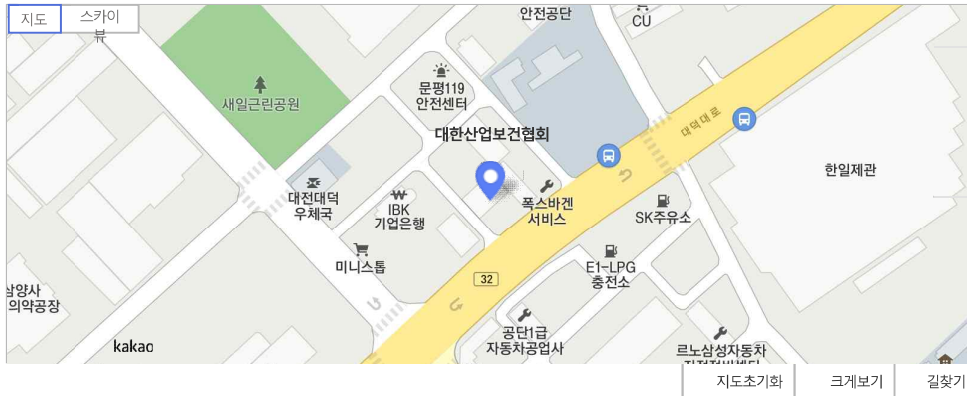 지도
스카이
뷰
안전공단
CU
문평119
안전센터
새일근린공원
대한산업보건협회
대덕대로
한일제관
대전대덕
우체국
IBK
기업은행
폭스바겐
서비스
SK주유소
미니스톱
E1-LPG
충전소
32
삼양사
의약공장
공단1급
자동차공업사
르노삼성자동차
kakao
지도초기화
크게보기
길찾기